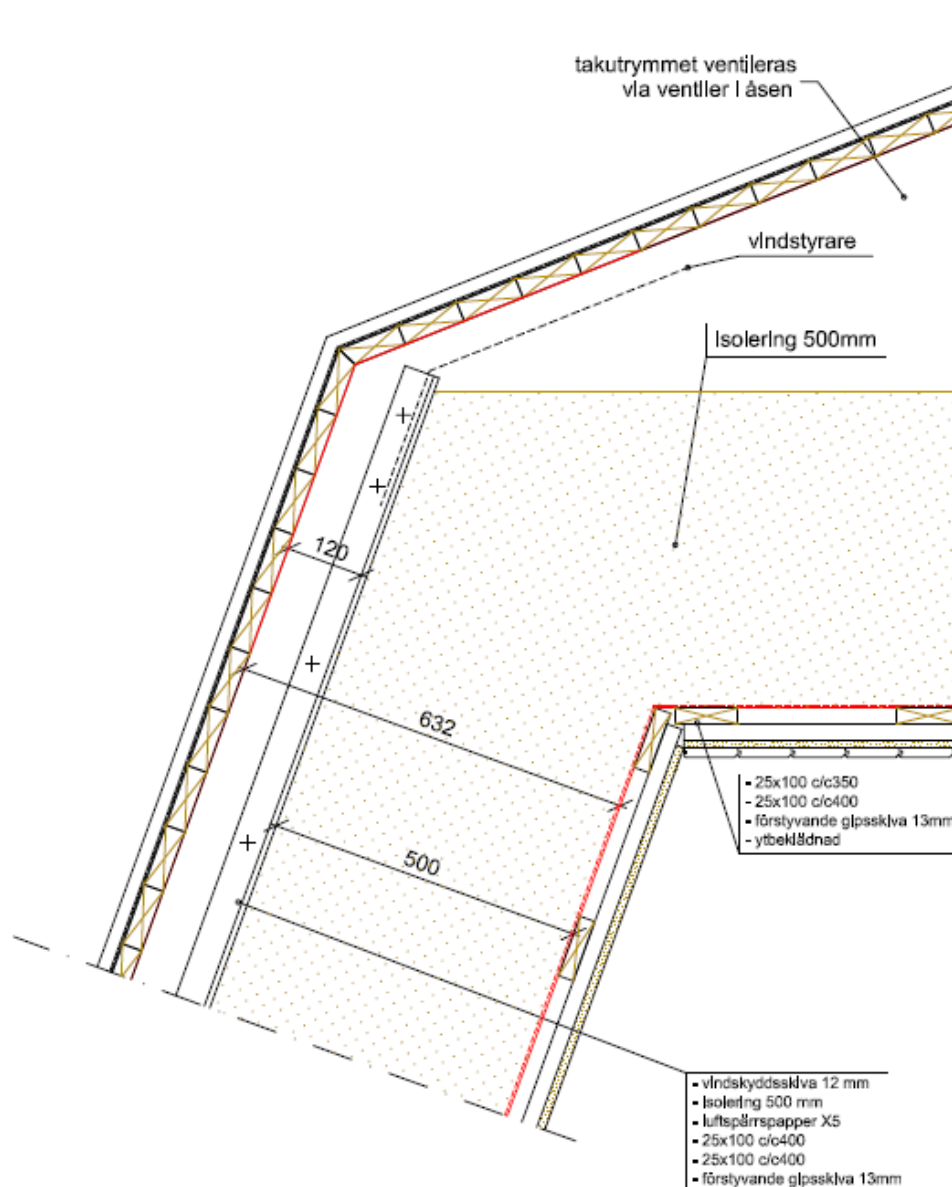 takutrymmet ventileras
via ventiler i åsen
vindstyrare
Isolering 500mm
120
632
- 25x100 c/c350
- 25x100 c/c400
- förstyvande gipsskiva 13mm
- ytbeklädnad
500
- vindskyddsskiva 12 mm
- Isolering 500 mm
- luftspärrspapper X5
- 25x100 c/c400
- 25x100 c/c400
- förstyvande gipsskiva 13mm